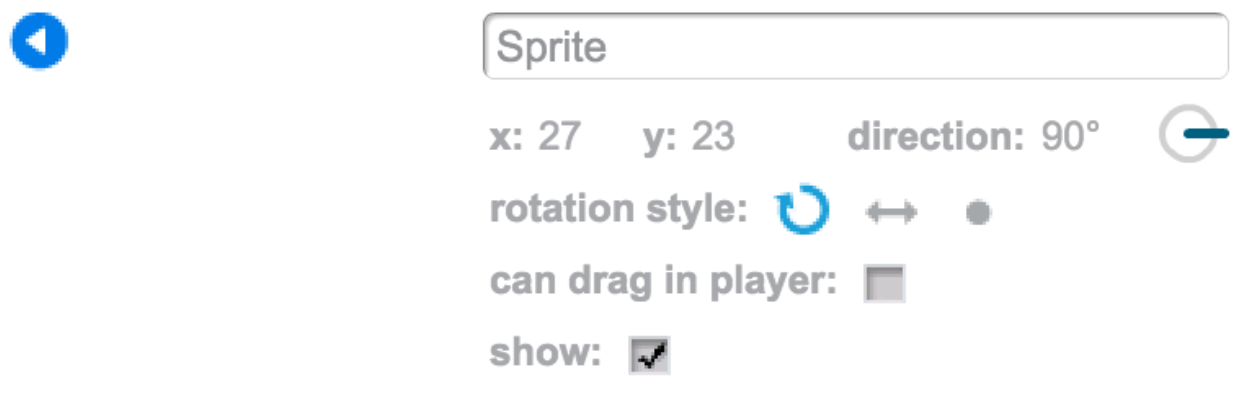 Sprite
x: 27 y: 23 direction: 90°
rotation style:
can drag in player:
show: